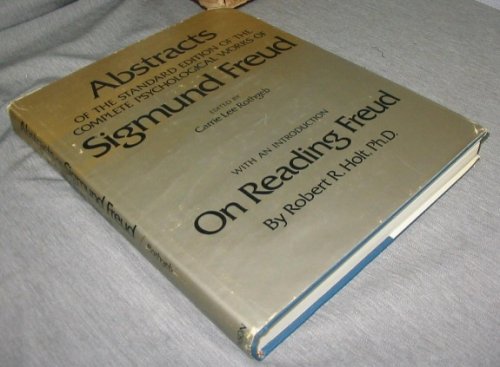 Abstracts
OF THE STANDARD EDITION OF THE
COMPLETE PSYCHOLOGICAL WORKS OF
Sigmund Freud
EDITED BY
Carrie Lee Rothgeb
WITH AN INTRODUCTION
On Reading Freud
By Robert R. Holt, Ph.D.
Sigmund Freud